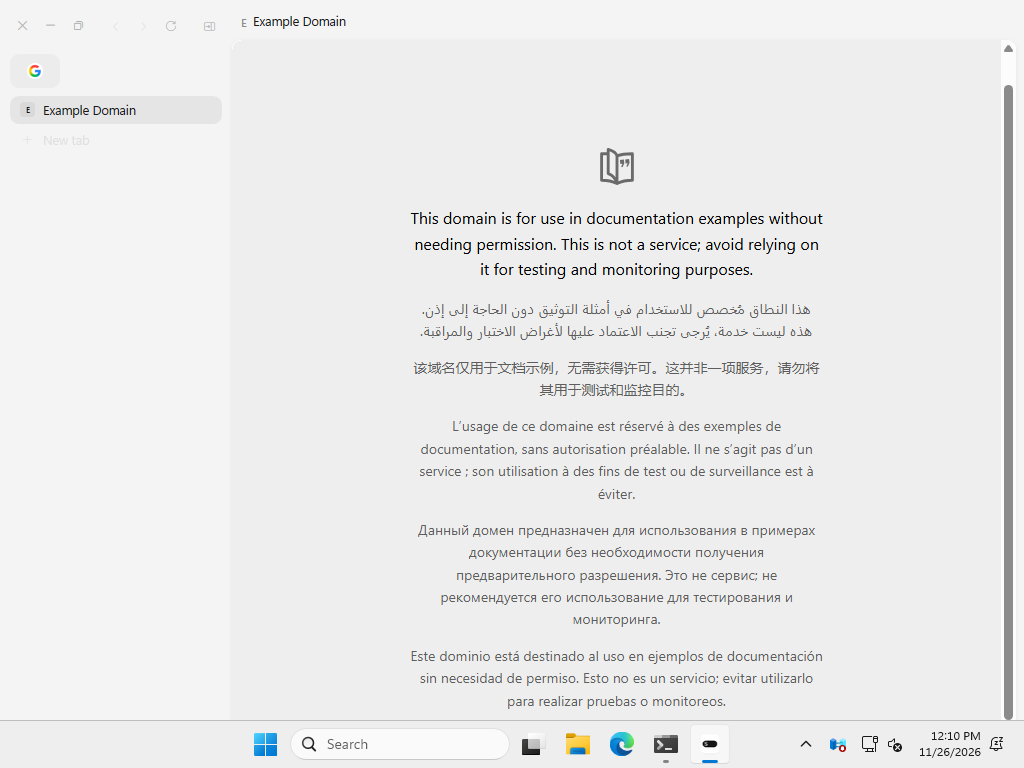 E Example Domain
E Example Domain
+ New tab
This domain is for use in documentation examples without
needing permission. This is not a service; avoid relying on
it for testing and monitoring purposes.
هذا النطاق مُخصص للاستخدام في أمثلة التوثيق دون الحاجة إلى إذن.
هذه ليست خدمة، يُرجى تجنب الاعتماد عليها لأغراض الاختبار والمراقبة.
该域名仅用于文档示例，无需获得许可。这并非一项服务，请勿将
其用于测试和监控目的。
L’usage de ce domaine est réservé à des exemples de
documentation, sans autorisation préalable. Il ne s’agit pas d’un
service ; son utilisation à des fins de test ou de surveillance est à
éviter.
Данный домен предназначен для использования в примерах
документации без необходимости получения
предварительного разрешения. Это не сервис; не
рекомендуется его использование для тестирования и
мониторинга.
Este dominio está destinado al uso en ejemplos de documentación
sin necesidad de permiso. Esto no es un servicio; evitar utilizarlo
para realizar pruebas o monitoreos.
Search
12:10 PM
11/26/2026